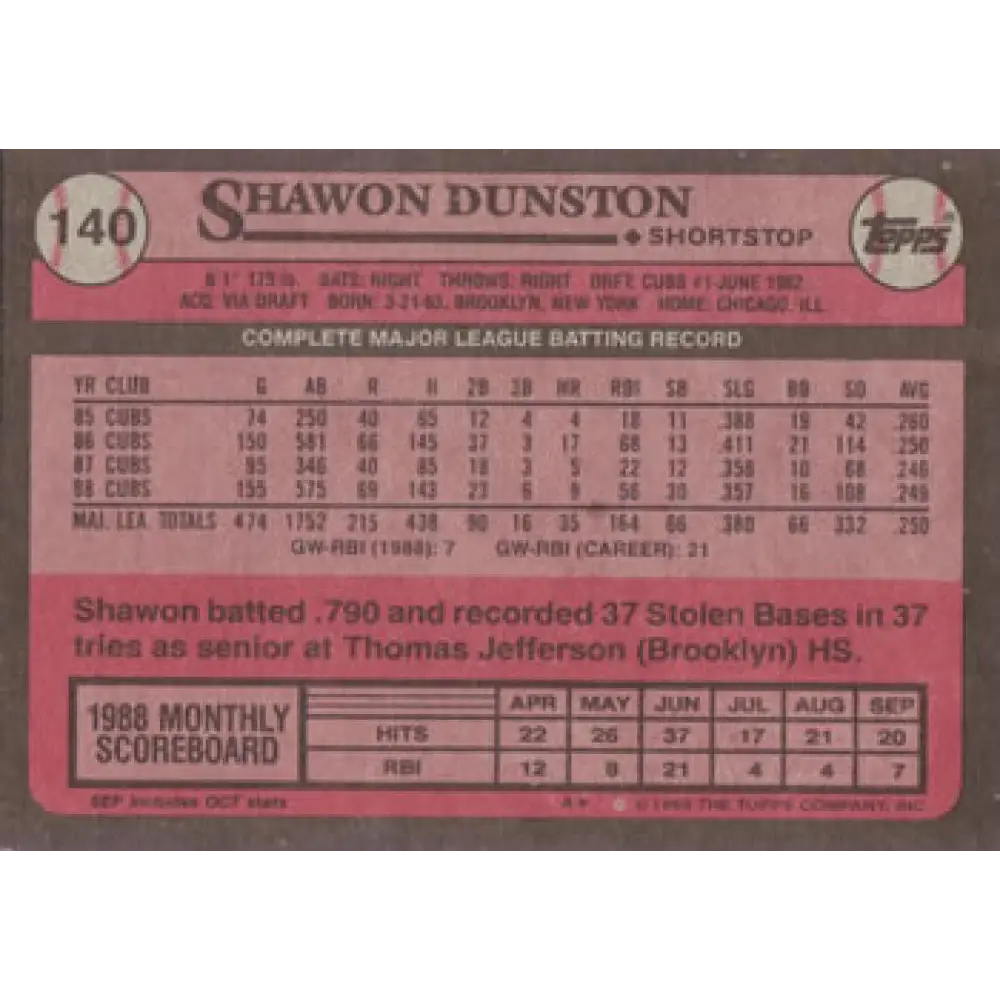 140
SHAWON DUNSTON
SHORTSTOP
Topps
6'1" 175 lb. BATS: RIGHT THROWS: RIGHT DRFT: CUBS #1-JUNE 1982
ACQ. VIA DRAFT BORN: 3-21-63, BROOKLYN, NEW YORK HOME: CHICAGO, ILL.
COMPLETE MAJOR LEAGUE BATTING RECORD
YR CLUB G AB R H 2B 3B HR RBI SB SLG BB SO AVG
85 CUBS 74 250 40 65 12 4 4 18 11 .388 19 42 .260
86 CUBS 150 581 66 145 37 3 17 68 13 .411 21 114 .250
87 CUBS 95 346 40 85 18 3 5 22 12 .358 10 68 .246
88 CUBS 155 575 69 143 23 6 9 56 30 .357 16 108 .249
MAJ. LEA. TOTALS 474 1752 215 438 90 16 35 164 66 .380 66 332 .250
GW-RBI (1988): 7 GW-RBI (CAREER): 21
Shawon batted .790 and recorded 37 Stolen Bases in 37
tries as senior at Thomas Jefferson (Brooklyn) HS.
1988 MONTHLY
SCOREBOARD
APR MAY JUN JUL AUG SEP
HITS 22 26 37 17 21 20
RBI 12 8 21 4 4 7
SEP includes OCT stats
A* © 1989 THE TOPPS COMPANY, INC.